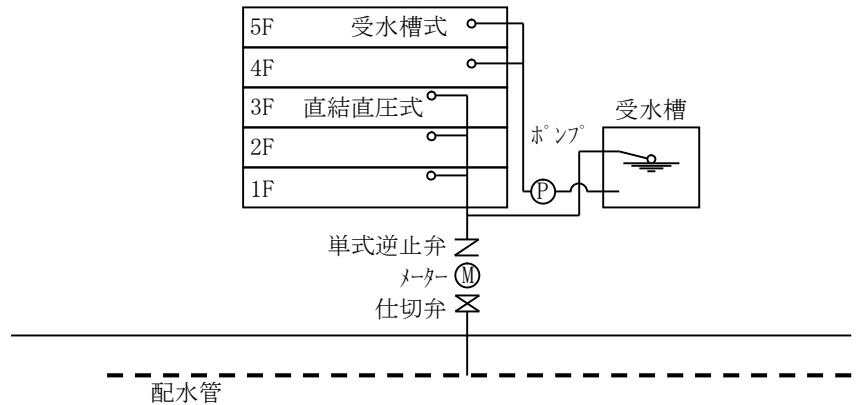 5F 受水槽式
4F
3F 直結直圧式
2F
1F
受水槽
ﾎﾟﾝﾌﾟ
P
単式逆止弁
ﾒｰﾀｰ M
仕切弁
配水管